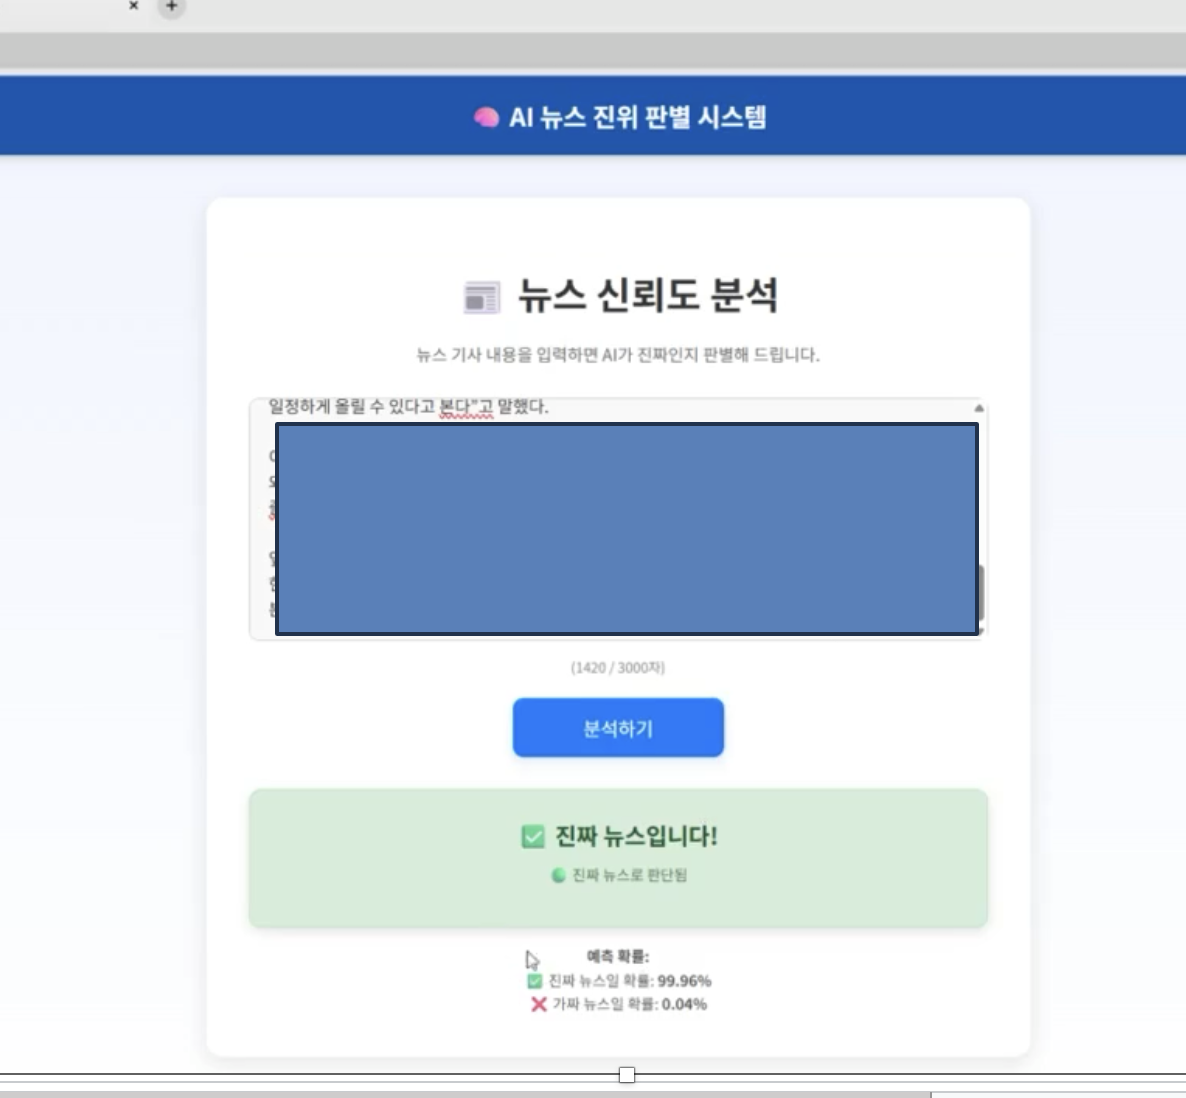 AI 뉴스 진위 판별 시스템
뉴스 신뢰도 분석
뉴스 기사 내용을 입력하면 AI가 진짜인지 판별해 드립니다.
일정하게 올릴 수 있다고 본다"고 말했다.
(1420 / 3000자)
분석하기
진짜 뉴스입니다!
진짜 뉴스로 판단됨
예측 확률:
진짜 뉴스일 확률: 99.96%
가짜 뉴스일 확률: 0.04%